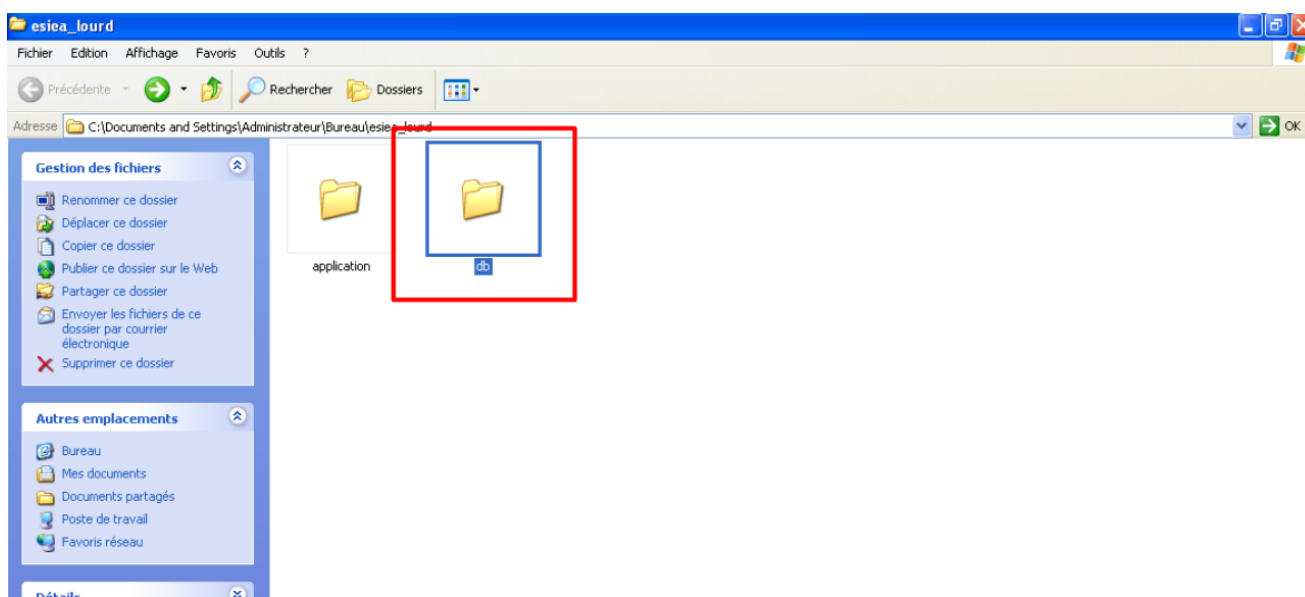 esiea_lourd
Fichier Edition Affichage Favoris Outils ?
Précédente Rechercher Dossiers
Adresse C:\Documents and Settings\Administrateur\Bureau\esiea_lourd OK
Gestion des fichiers
Renommer ce dossier
Déplacer ce dossier
Copier ce dossier
Publier ce dossier sur le Web
Partager ce dossier
Envoyer les fichiers de ce
dossier par courrier
électronique
Supprimer ce dossier
Autres emplacements
Bureau
Mes documents
Documents partagés
Poste de travail
Favoris réseau
Détails
application
db